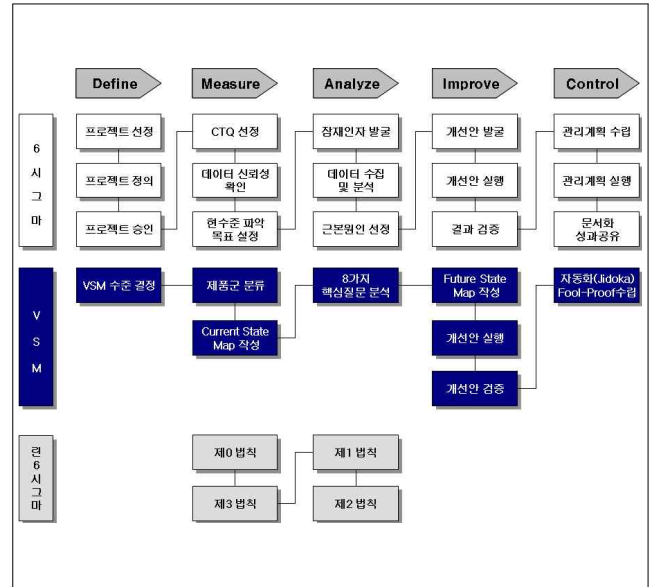 Define
Measure
Analyze
Improve
Control
6
시
그
마
프로젝트 선정
CTQ 선정
잠재인자 발굴
개선안 발굴
관리계획 수립
프로젝트 정의
데이터 신뢰성
확인
데이터 수집
및 분석
개선안 실행
관리계획 실행
프로젝트 승인
현수준 파악
목표 설정
근본원인 선정
결과 검증
문서화
성과공유
V
S
M
VSM 수준 결정
제품군 분류
8가지
핵심질문 분석
Future State
Map 작성
자동화(Jidoka)
Fool-Proof수립
Current State
Map 작성
개선안 실행
개선안 검증
린
6
시
그
마
제0 법칙
제1 법칙
제3 법칙
제2 법칙